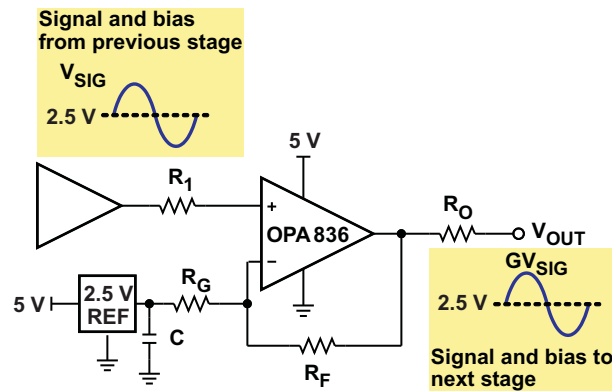 Signal and bias
from previous stage
VSIG
2.5 V
5 V
R1
RO
+
OPA836
−
VOUT
GVSIG
RG
5 V
2.5 V
REF
2.5 V
C
RF
Signal and bias to
next stage